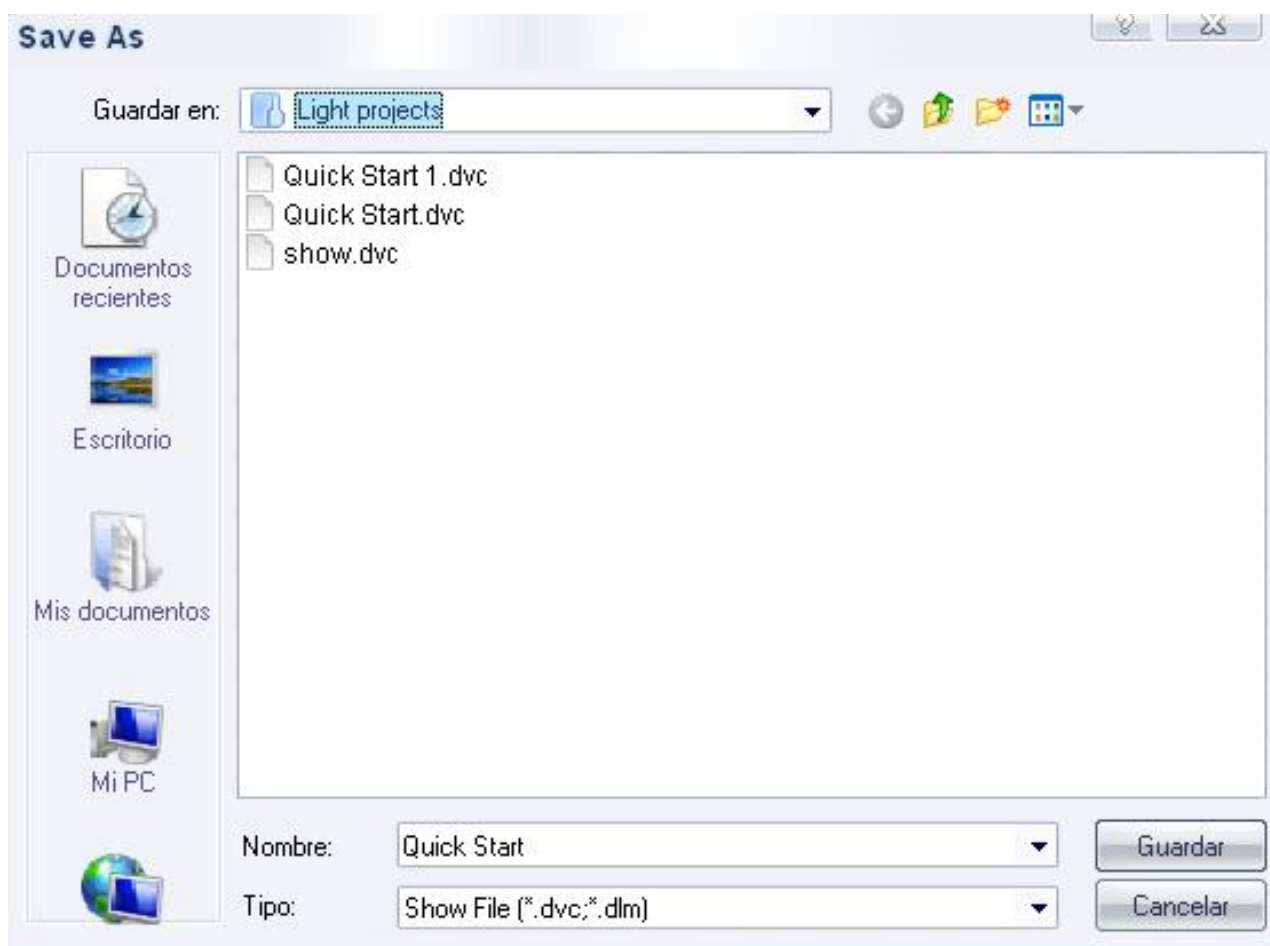 Save As
Guardar en:
Light projects
Quick Start 1.dvc
Quick Start.dvc
show.dvc
Documentos
recientes
Escritorio
Mis documentos
Mi PC
Nombre:
Quick Start
Guardar
Tipo:
Show File (*.dvc;*.dlm)
Cancelar